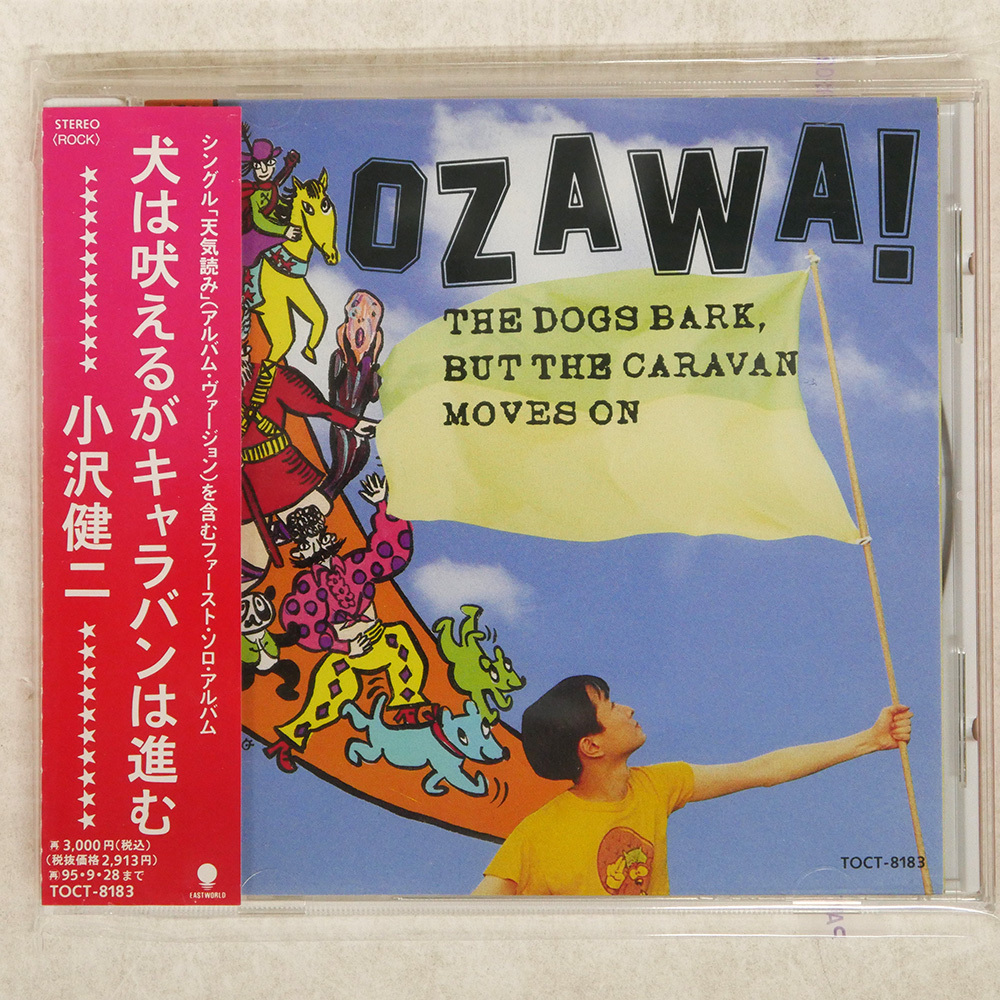 STEREO
〈ROCK〉
シングル「天気読み」(アルバム・ヴァージョン)を含むファースト・ソロ・アルバム
犬は吠えるがキャラバンは進む
★★★★★★★★★★ 小沢健二 ★★★★★★★★★★
再 3,000円(税込)
(税抜価格2,913円)
再95・9・28まで
TOCT-8183
EASTWORLD
OZAWA!
THE DOGS BARK,
BUT THE CARAVAN
MOVES ON
TOCT-8183